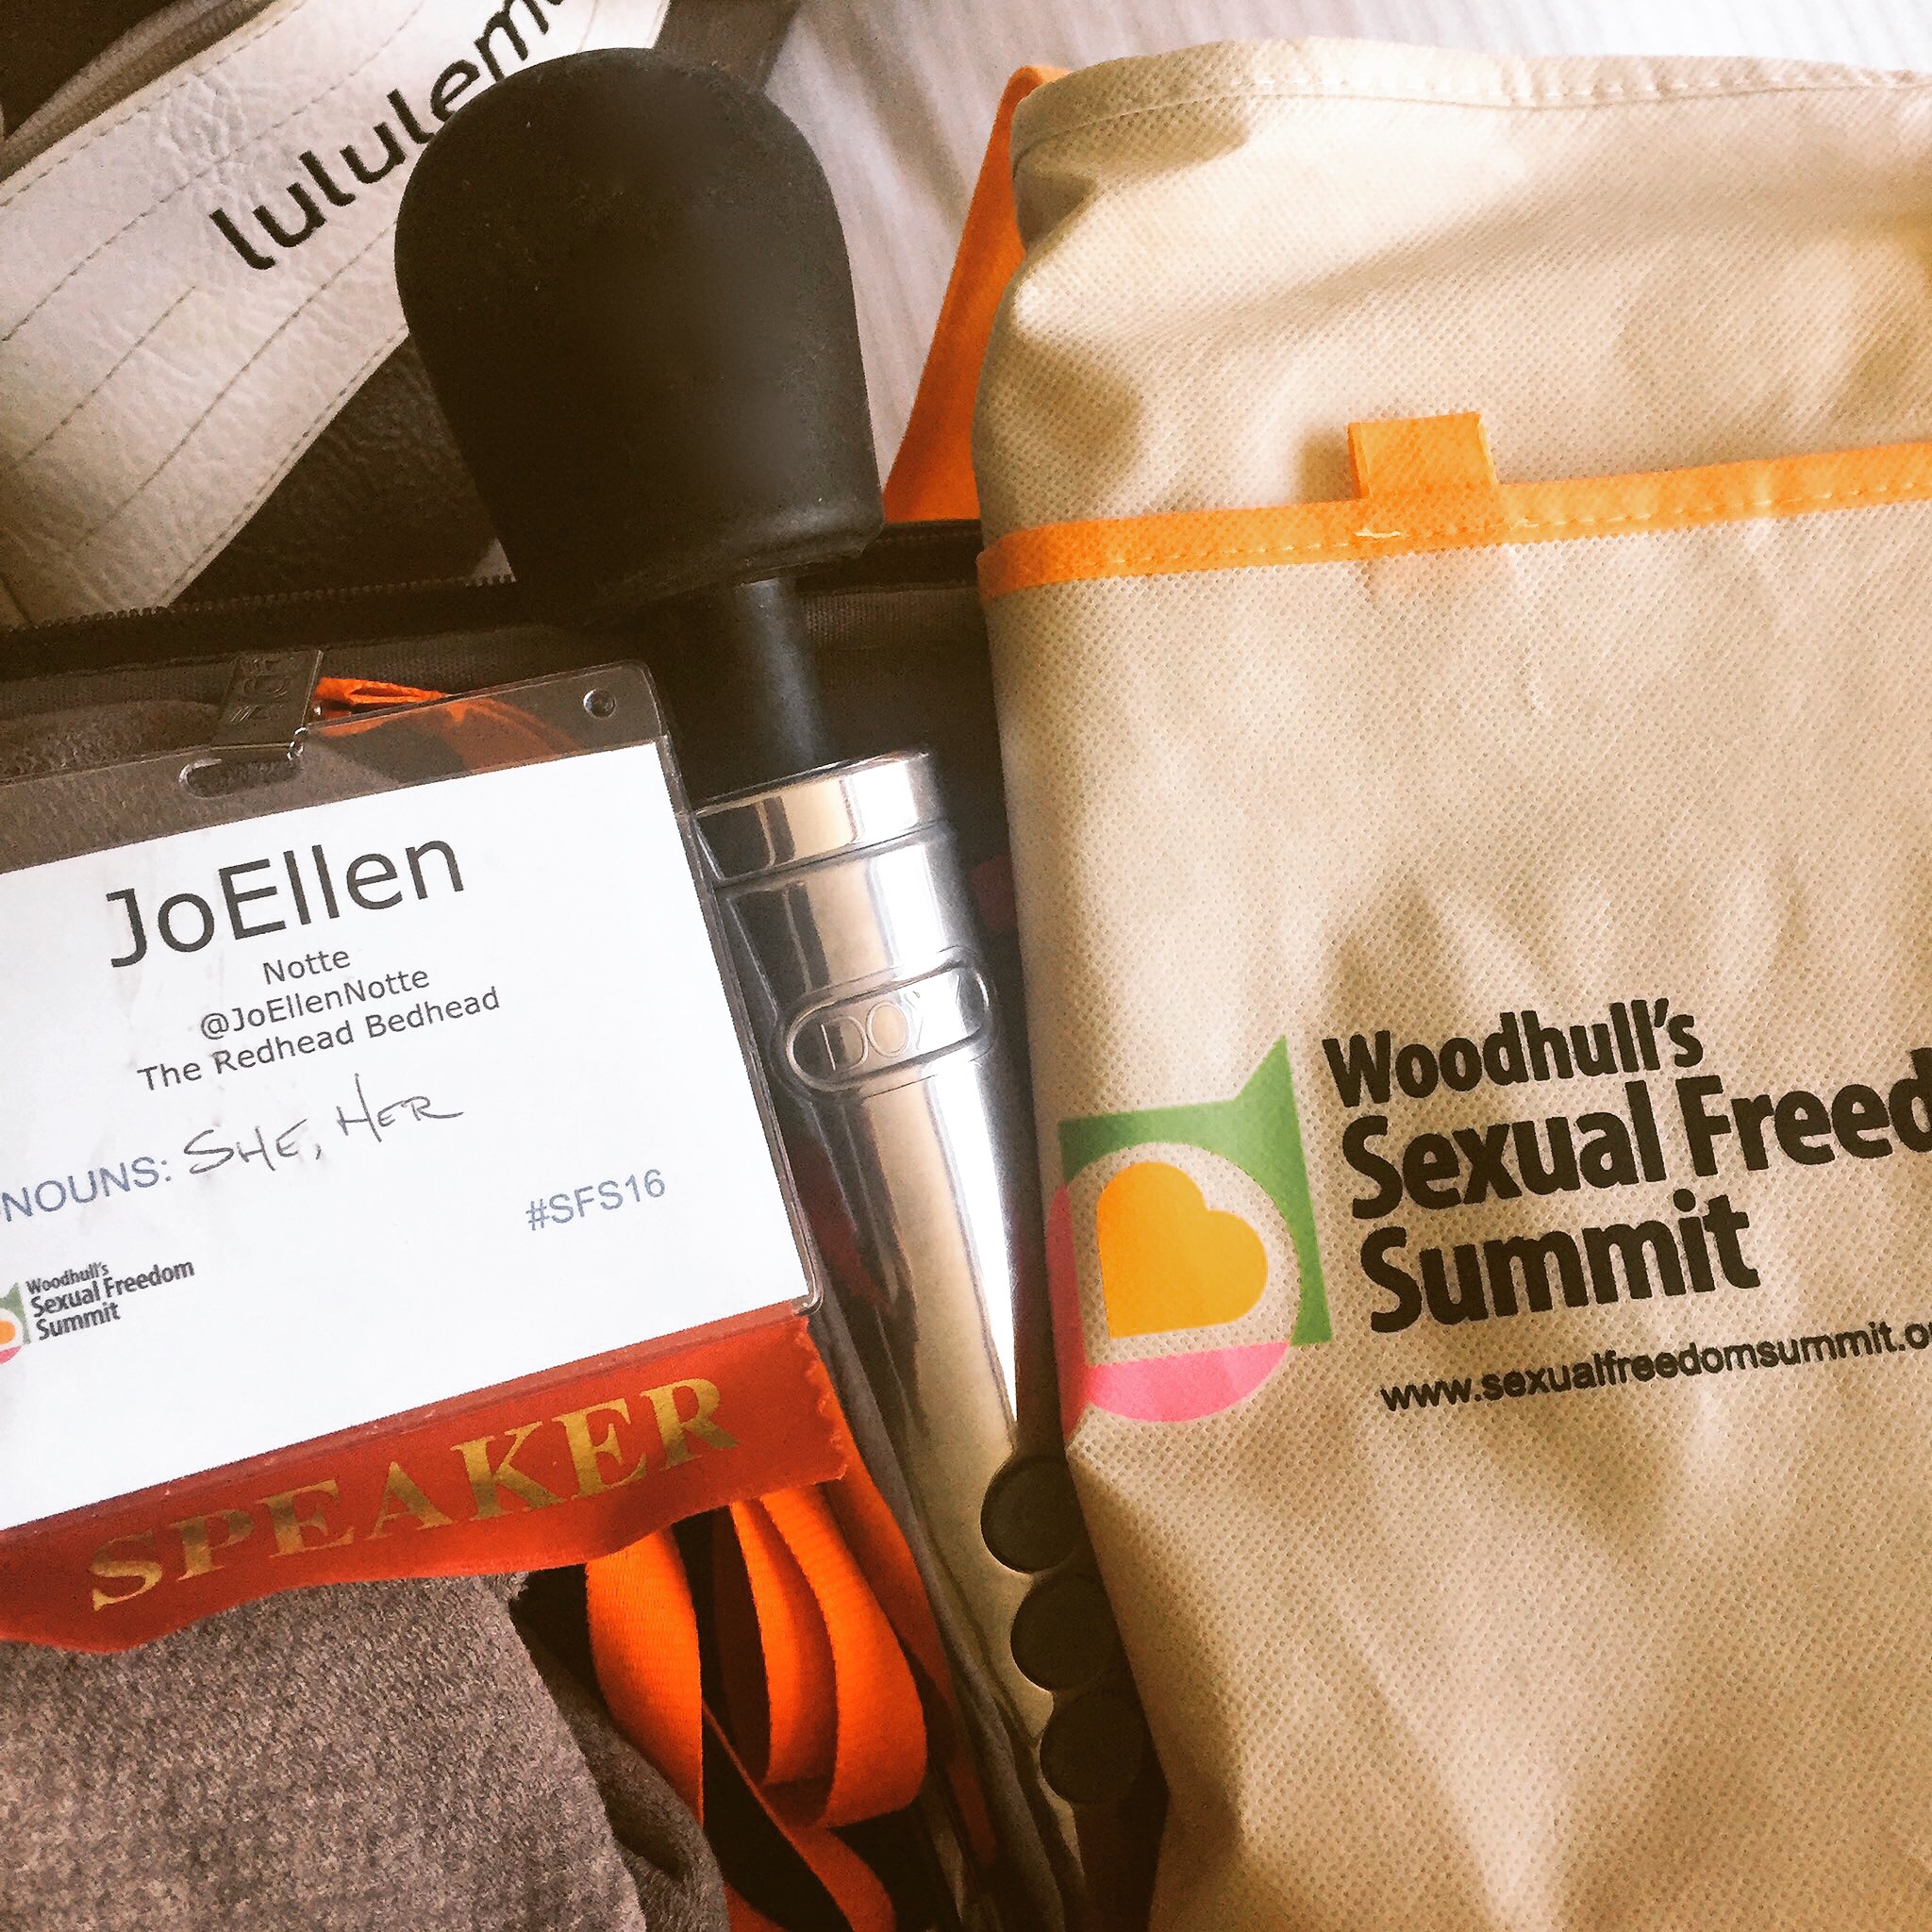 lululem
JoEllen
Notte
@JoEllenNotte
The Redhead Bedhead
NOUNS: SHE, HER
#SFS16
Woodhull's
Sexual Freedom
Summit
SPEAKER
DOXY
Woodhull's
Sexual Freed
Summit
www.sexualfreedomsummit.o